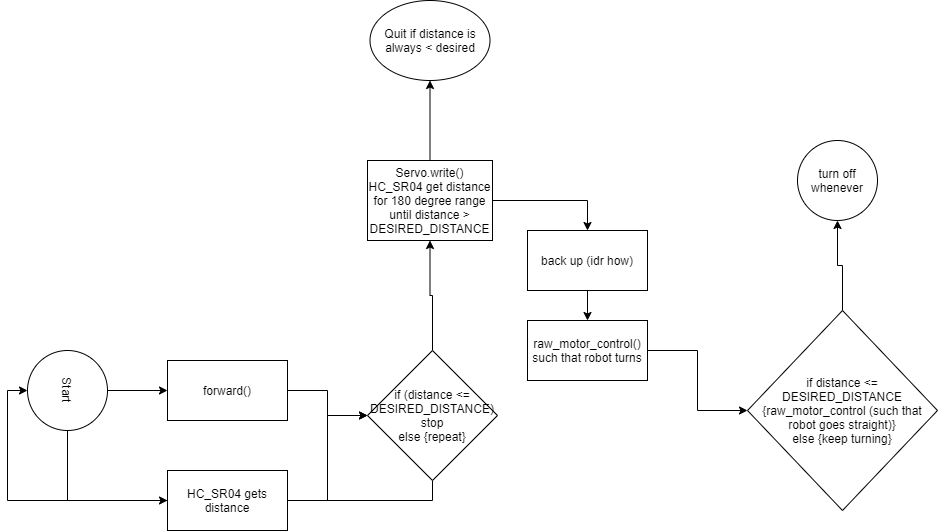 Quit if distance is
always < desired
Servo.write()
HC_SR04 get distance
for 180 degree range
until distance >
DESIRED_DISTANCE
turn off
whenever
back up (idr how)
raw_motor_control()
such that robot turns
Start
forward()
if (distance <=
DESIRED_DISTANCE)
stop
else {repeat}
if distance <=
DESIRED_DISTANCE
{raw_motor_control (such that
robot goes straight)}
else {keep turning}
HC_SR04 gets
distance